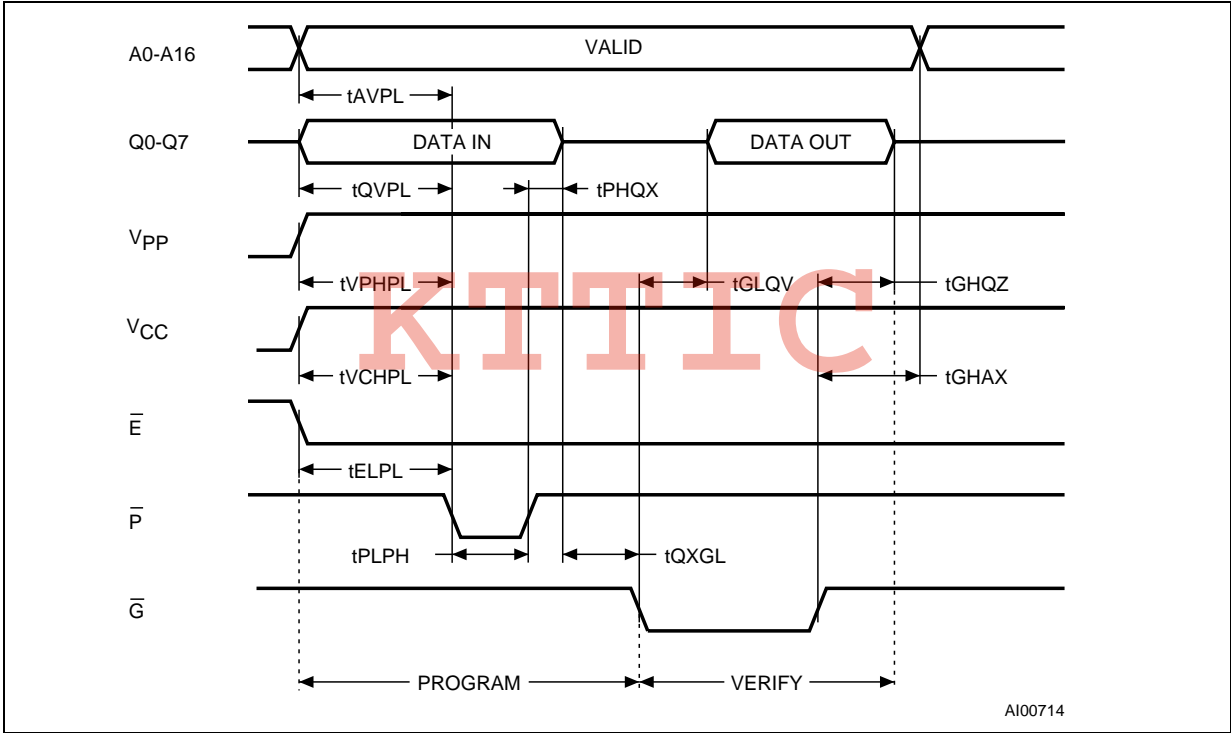 A0-A16
VALID
tAVPL
Q0-Q7
DATA IN
DATA OUT
tQVPL
tPHQX
VPP
tVPHPL
tGLQV
tGHQZ
KTTIC
VCC
tVCHPL
tGHAX
E̅
tELPL
P̅
tPLPH
tQXGL
G̅
PROGRAM
VERIFY
AI00714